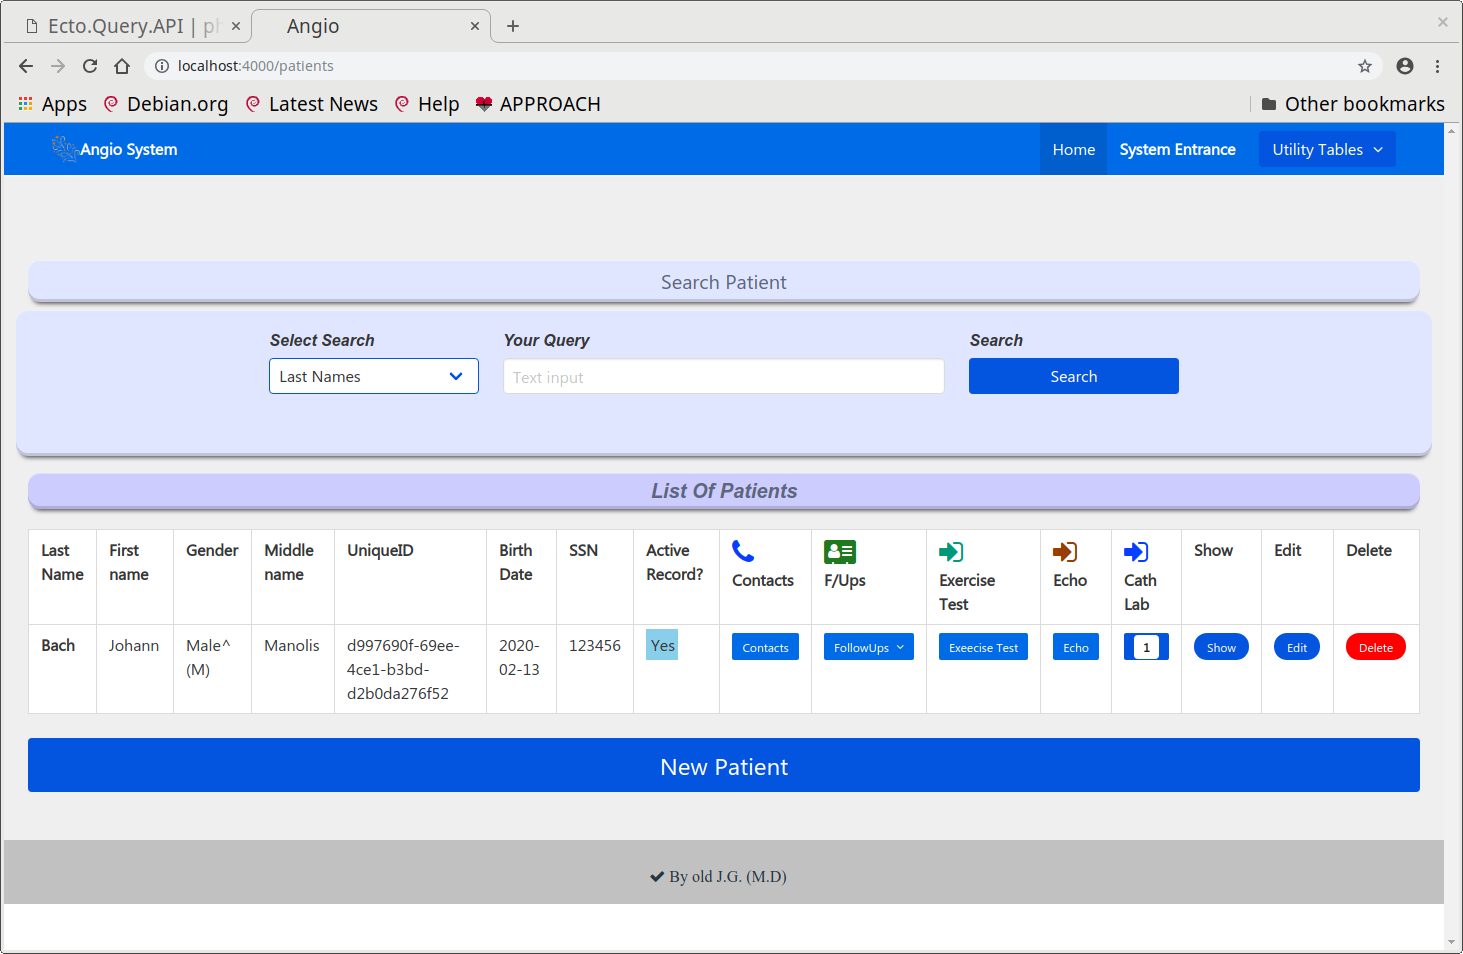 Ecto.Query.API | ph
Angio
localhost:4000/patients
Apps Debian.org Latest News Help APPROACH Other bookmarks
Angio System Home System Entrance Utility Tables
Search Patient
Select Search Your Query Search
Last Names Text input Search
List Of Patients
Last Name First name Gender Middle name UniqueID Birth Date SSN Active Record? Contacts F/Ups Exercise Test Echo Cath Lab Show Edit Delete
Bach Johann Male^ (M) Manolis d997690f-69ee-4ce1-b3bd-d2b0da276f52 2020-02-13 123456 Yes Contacts FollowUps Exeecise Test Echo 1 Show Edit Delete
New Patient
By old J.G. (M.D)